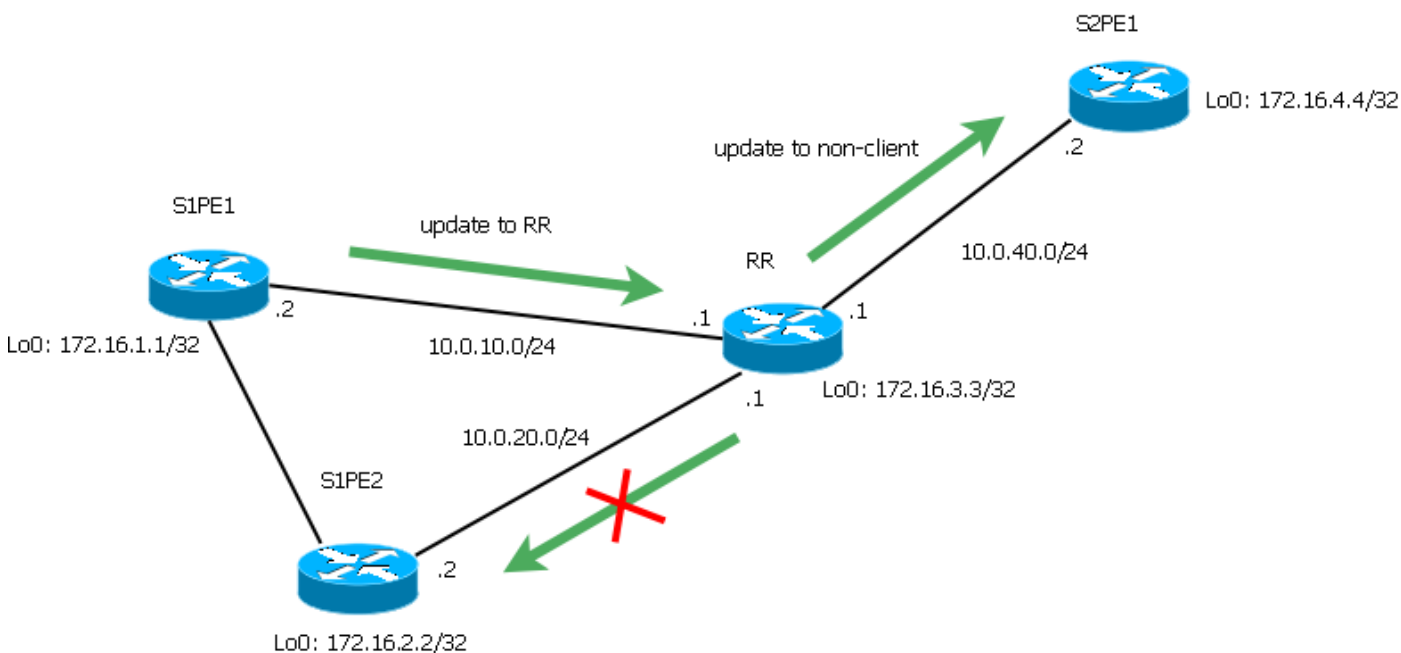 S2PE1
Lo0: 172.16.4.4/32
.2
update to non-client
S1PE1
update to RR
10.0.40.0/24
RR
.2
.1
.1
Lo0: 172.16.1.1/32
10.0.10.0/24
Lo0: 172.16.3.3/32
.1
10.0.20.0/24
S1PE2
.2
Lo0: 172.16.2.2/32